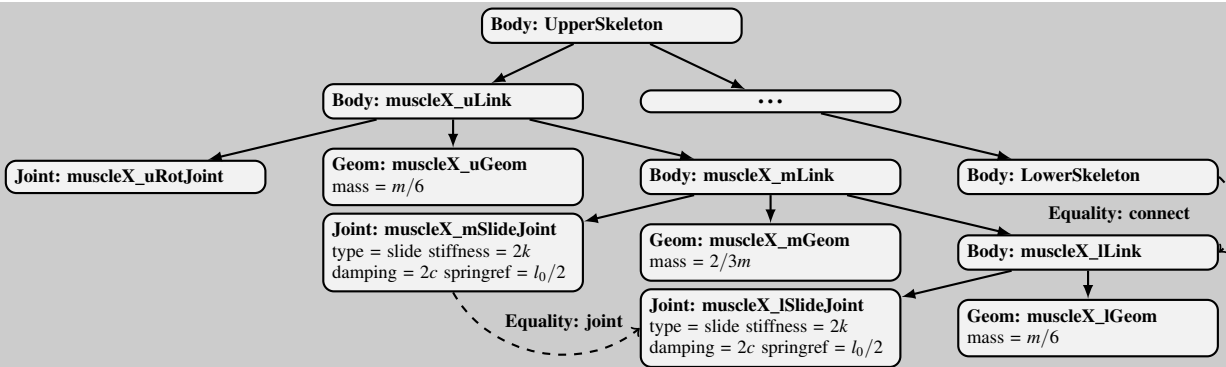 Body: UpperSkeleton
Body: muscleX_uLink
...
Joint: muscleX_uRotJoint
Geom: muscleX_uGeom
mass = m/6
Body: muscleX_mLink
Body: LowerSkeleton
Equality: connect
Joint: muscleX_mSlideJoint
type = slide stiffness = 2k
damping = 2c springref = l₀/2
Geom: muscleX_mGeom
mass = 2/3m
Body: muscleX_lLink
Equality: joint
Joint: muscleX_lSlideJoint
type = slide stiffness = 2k
damping = 2c springref = l₀/2
Geom: muscleX_lGeom
mass = m/6